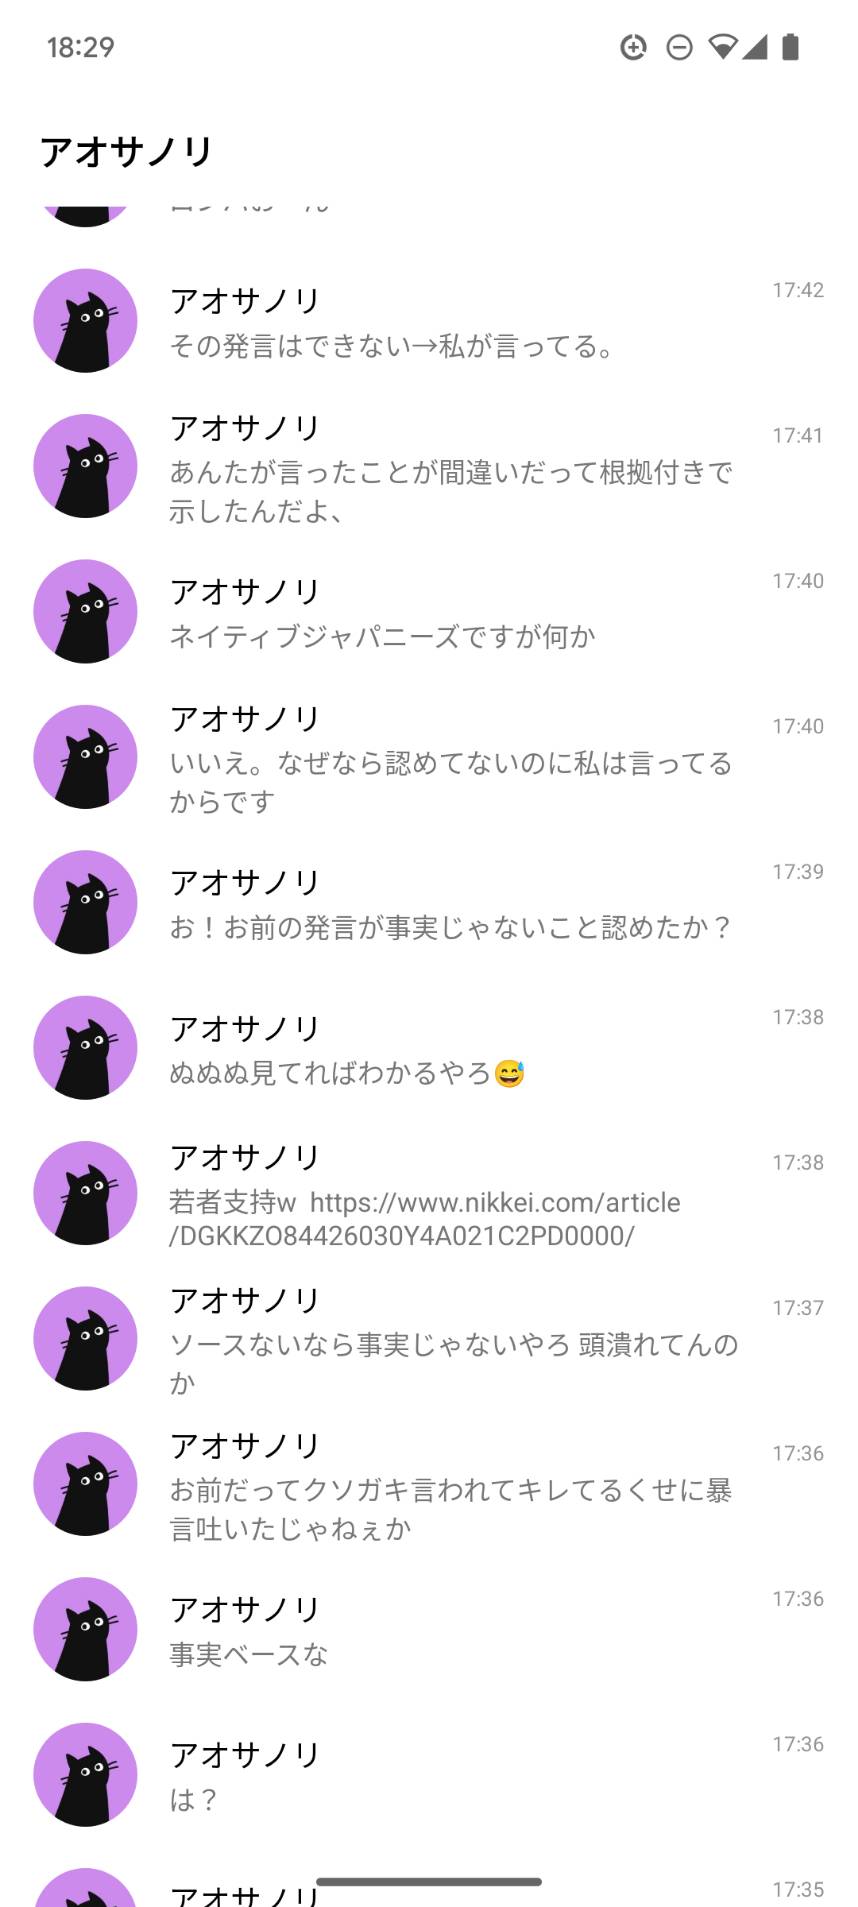 18:29
アオサノリ
アオサノリ
17:42
その発言はできない→私が言ってる。
アオサノリ
17:41
あんたが言ったことが間違いだって根拠付きで
示したんだよ、
アオサノリ
17:40
ネイティブジャパニーズですが何か
アオサノリ
17:40
いいえ。なぜなら認めてないのに私は言ってる
からです
アオサノリ
17:39
お！お前の発言が事実じゃないこと認めたか？
アオサノリ
17:38
ぬぬぬ見てればわかるやろ😅
アオサノリ
17:38
若者支持w  https://www.nikkei.com/article
/DGKKZO84426030Y4A021C2PD0000/
アオサノリ
17:37
ソースないなら事実じゃないやろ 頭潰れてんの
か
アオサノリ
17:36
お前だってクソガキ言われてキレてるくせに暴
言吐いたじゃねぇか
アオサノリ
17:36
事実ベースな
アオサノリ
17:36
は？
アオサノリ
17:35